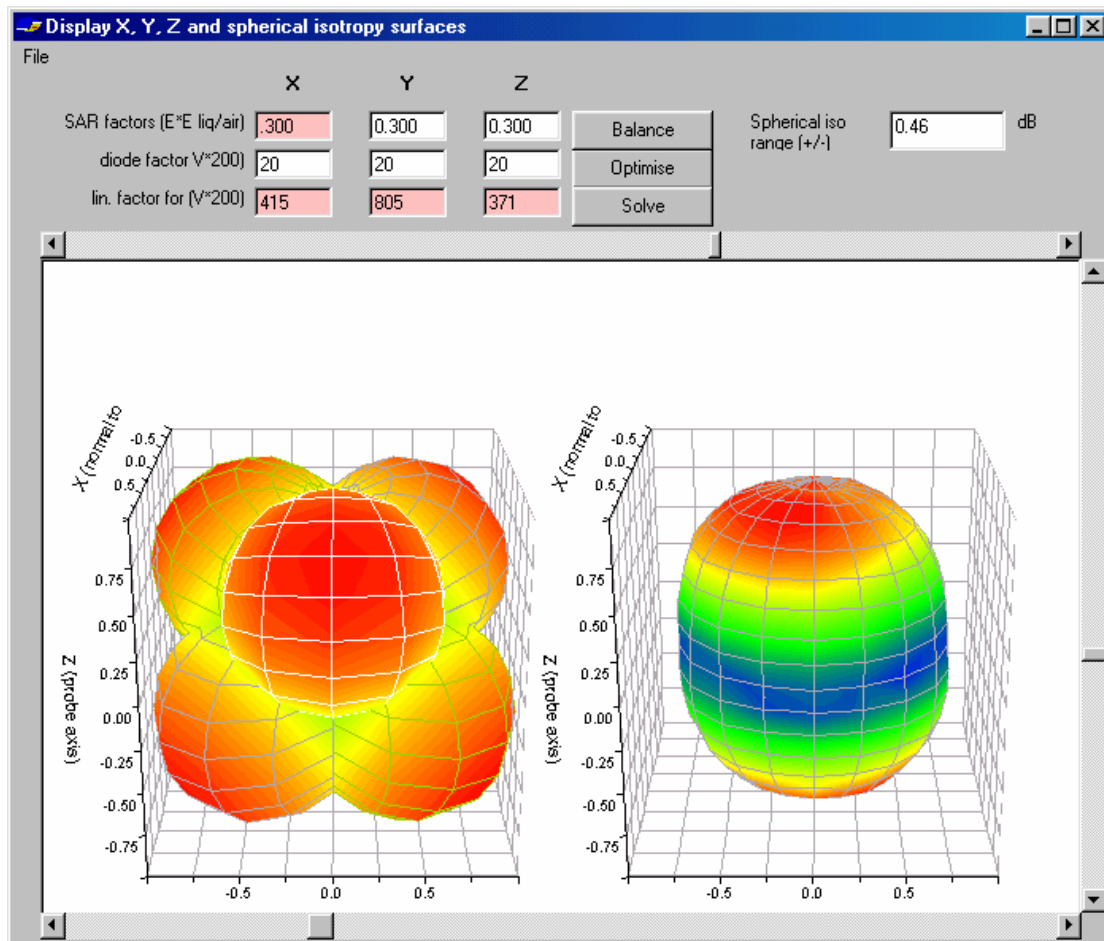 Display X, Y, Z and spherical isotropy surfaces
File
X Y Z
SAR factors (E*E liq/air) .300 0.300 0.300 Balance Spherical iso range (+/-) 0.46 dB
diode factor V*200) 20 20 20 Optimise
lin. factor for (V*200) 415 805 371 Solve
X (normal to
-0.5
0.0
0.5
0.75
0.50
0.25
0.00
-0.25
-0.50
-0.75
Z (probe axis)
-0.5 0.0 0.5
X (normal to
-0.5
0.0
0.5
0.75
0.50
0.25
0.00
-0.25
-0.50
-0.75
Z (probe axis)
-0.5 0.0 0.5